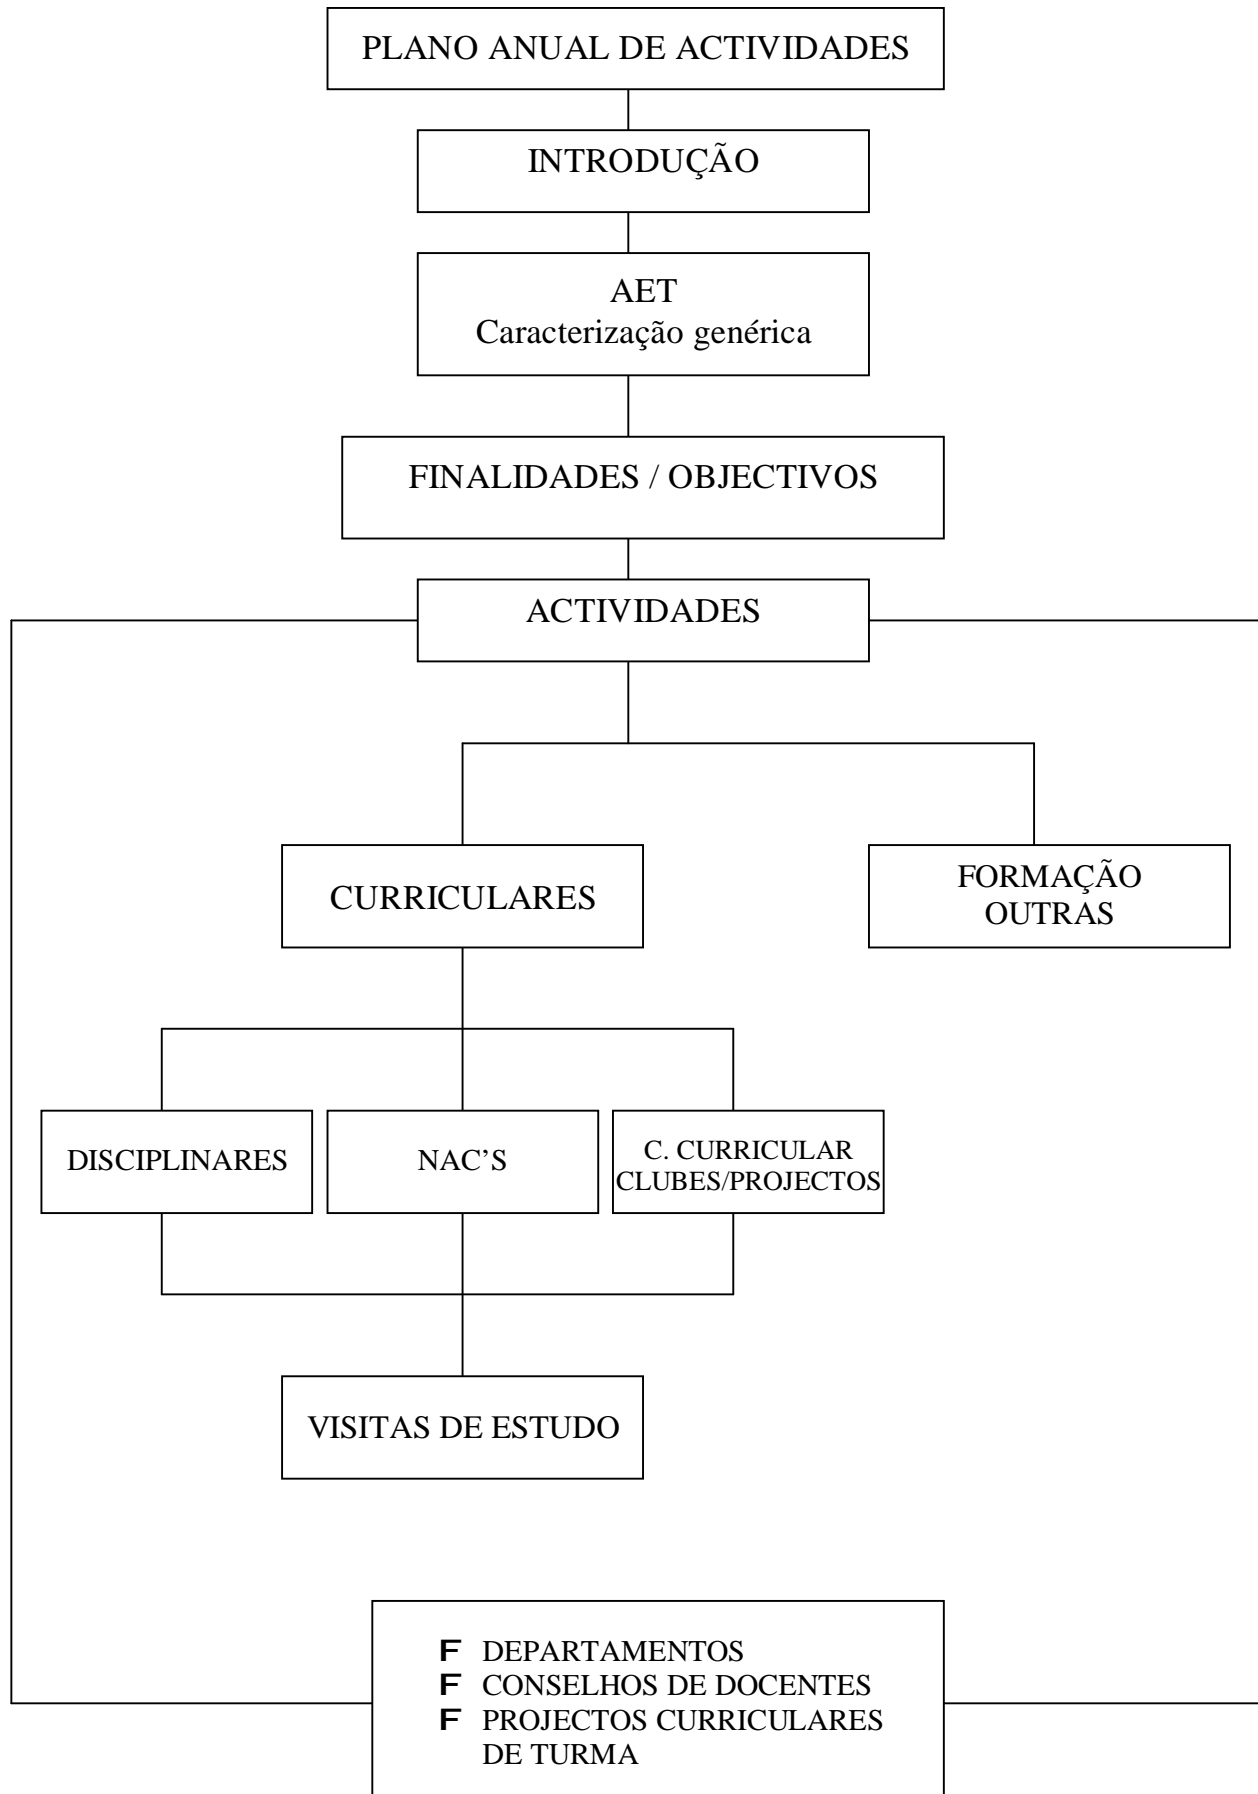 PLANO ANUAL DE ACTIVIDADES
INTRODUÇÃO
AET
Caracterização genérica
FINALIDADES / OBJECTIVOS
ACTIVIDADES
CURRICULARES
FORMAÇÃO
OUTRAS
DISCIPLINARES
NAC’S
C. CURRICULAR
CLUBES/PROJECTOS
VISITAS DE ESTUDO
F DEPARTAMENTOS
F CONSELHOS DE DOCENTES
F PROJECTOS CURRICULARES
DE TURMA